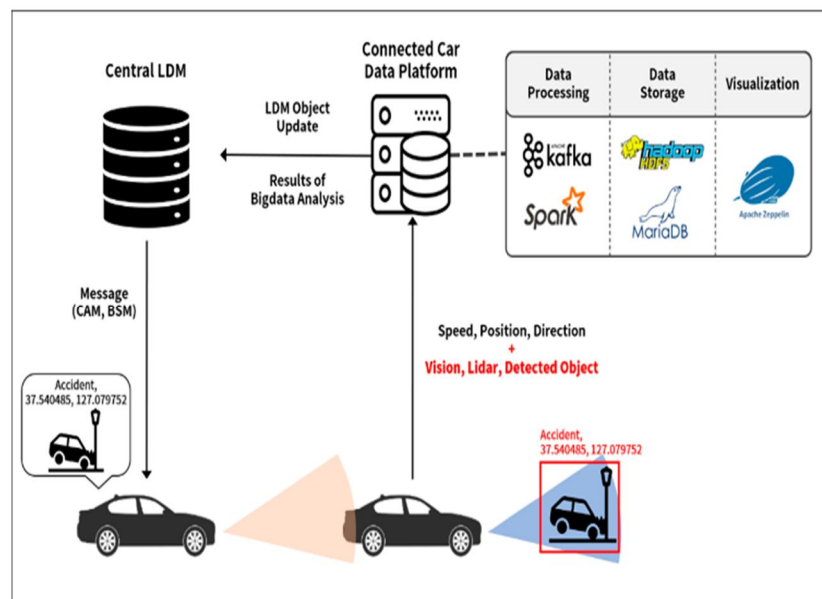 Central LDM
Connected Car
Data Platform
LDM Object
Update
Results of
Bigdata Analysis
Data
Processing
Data
Storage
Visualization
APACHE
kafka
Spark
hadoop
HDFS
MariaDB
Apache Zeppelin
Message
(CAM, BSM)
Speed, Position, Direction
+
Vision, Lidar, Detected Object
Accident,
37.540485, 127.079752
Accident,
37.540485, 127.079752